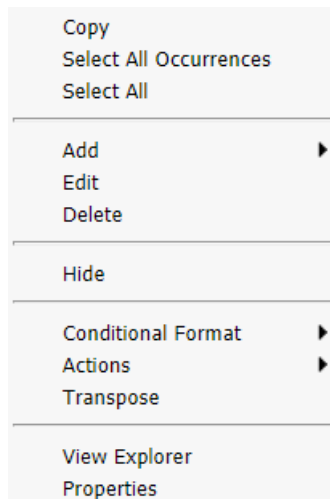 Copy
Select All Occurrences
Select All
Add
Edit
Delete
Hide
Conditional Format
Actions
Transpose
View Explorer
Properties